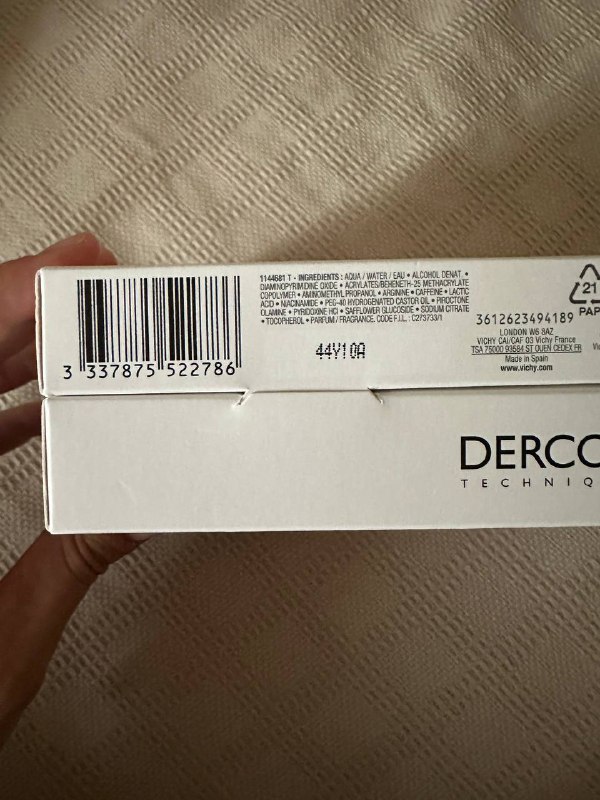 1144681 T • INGREDIENTS : AQUA / WATER / EAU • ALCOHOL DENAT. •
DIAMINOPYRIMIDINE OXIDE • ACRYLATES/BEHENETH-25 METHACRYLATE
COPOLYMER • AMINOMETHYL PROPANOL • ARGININE • CAFFEINE • LACTIC
ACID • NIACINAMIDE • PEG-40 HYDROGENATED CASTOR OIL • PIROCTONE
OLAMINE • PYRIDOXINE HCl • SAFFLOWER GLUCOSIDE • SODIUM CITRATE
• TOCOPHEROL • PARFUM / FRAGRANCE. CODE F.I.L. : C273733/1
44Y10A
3 337875 522786
21
PAP
3612623494189
LONDON W6 8AZ
VICHY CAI/CAF 03 Vichy France
TSA 75000 93584 ST OUEN CEDEX FR
Made in Spain
www.vichy.com
DERCO
TECHNIQ